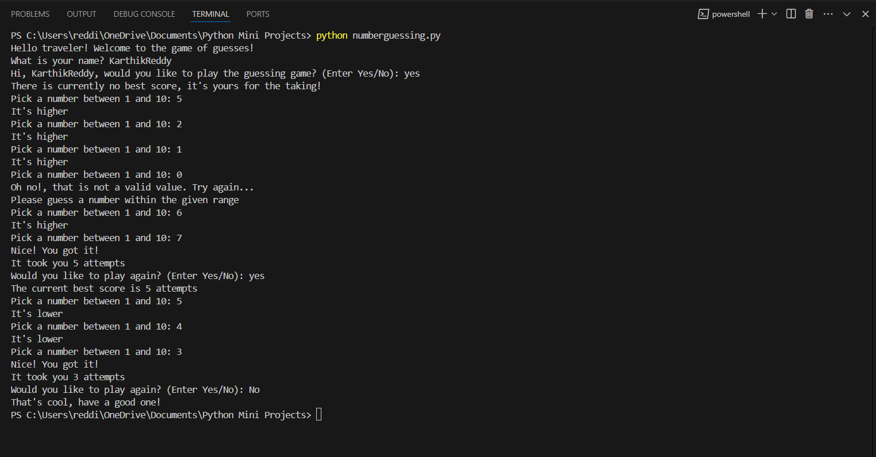 PROBLEMS OUTPUT DEBUG CONSOLE TERMINAL PORTS powershell
PS C:\Users\reddi\OneDrive\Documents\Python Mini Projects> python numberguessing.py
Hello traveler! Welcome to the game of guesses!
What is your name? KarthikReddy
Hi, KarthikReddy, would you like to play the guessing game? (Enter Yes/No): yes
There is currently no best score, it's yours for the taking!
Pick a number between 1 and 10: 5
It's higher
Pick a number between 1 and 10: 2
It's higher
Pick a number between 1 and 10: 1
It's higher
Pick a number between 1 and 10: 0
Oh no!, that is not a valid value. Try again...
Please guess a number within the given range
Pick a number between 1 and 10: 6
It's higher
Pick a number between 1 and 10: 7
Nice! You got it!
It took you 5 attempts
Would you like to play again? (Enter Yes/No): yes
The current best score is 5 attempts
Pick a number between 1 and 10: 5
It's lower
Pick a number between 1 and 10: 4
It's lower
Pick a number between 1 and 10: 3
Nice! You got it!
It took you 3 attempts
Would you like to play again? (Enter Yes/No): No
That's cool, have a good one!
PS C:\Users\reddi\OneDrive\Documents\Python Mini Projects>